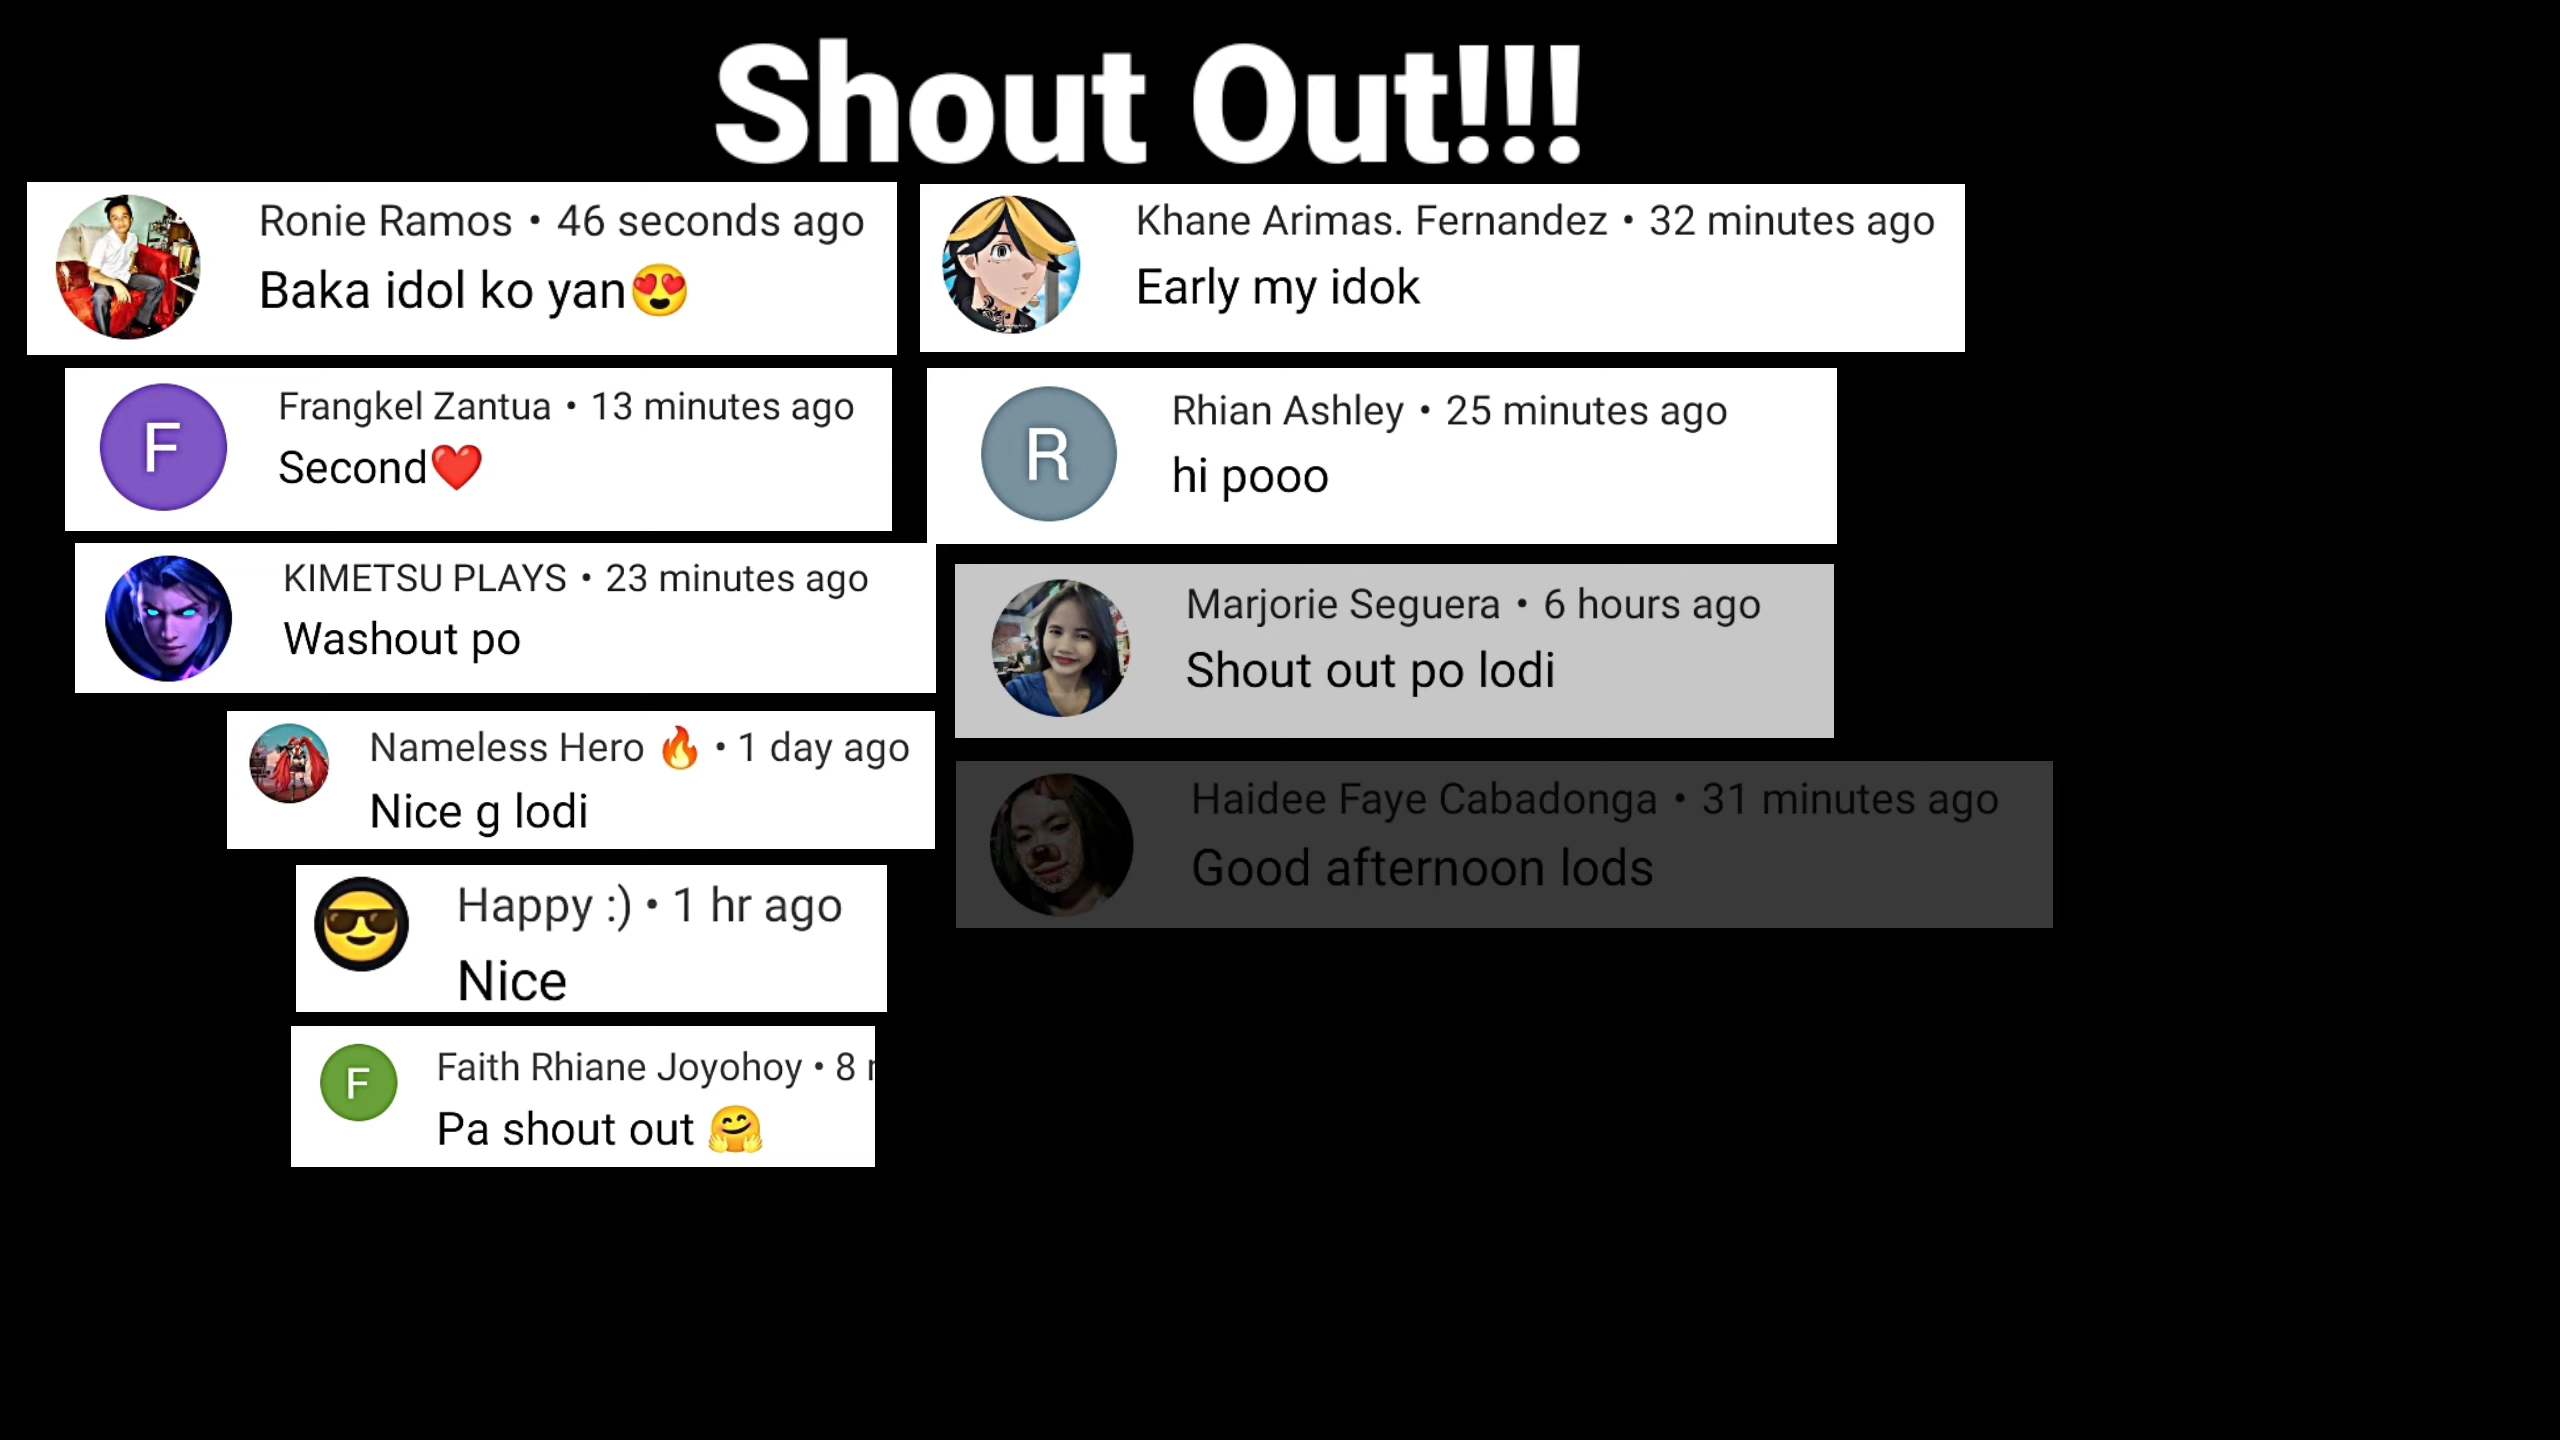 Shout Out!!!
Ronie Ramos • 46 seconds ago
Baka idol ko yan😍
F
Frangkel Zantua • 13 minutes ago
Second❤️
KIMETSU PLAYS • 23 minutes ago
Washout po
Nameless Hero 🔥 • 1 day ago
Nice g lodi
Happy :) • 1 hr ago
Nice
F
Faith Rhiane Joyohoy • 8
Pa shout out 🤗
Khane Arimas. Fernandez • 32 minutes ago
Early my idok
R
Rhian Ashley • 25 minutes ago
hi pooo
Marjorie Seguera • 6 hours ago
Shout out po lodi
Haidee Faye Cabadonga • 31 minutes ago
Good afternoon lods